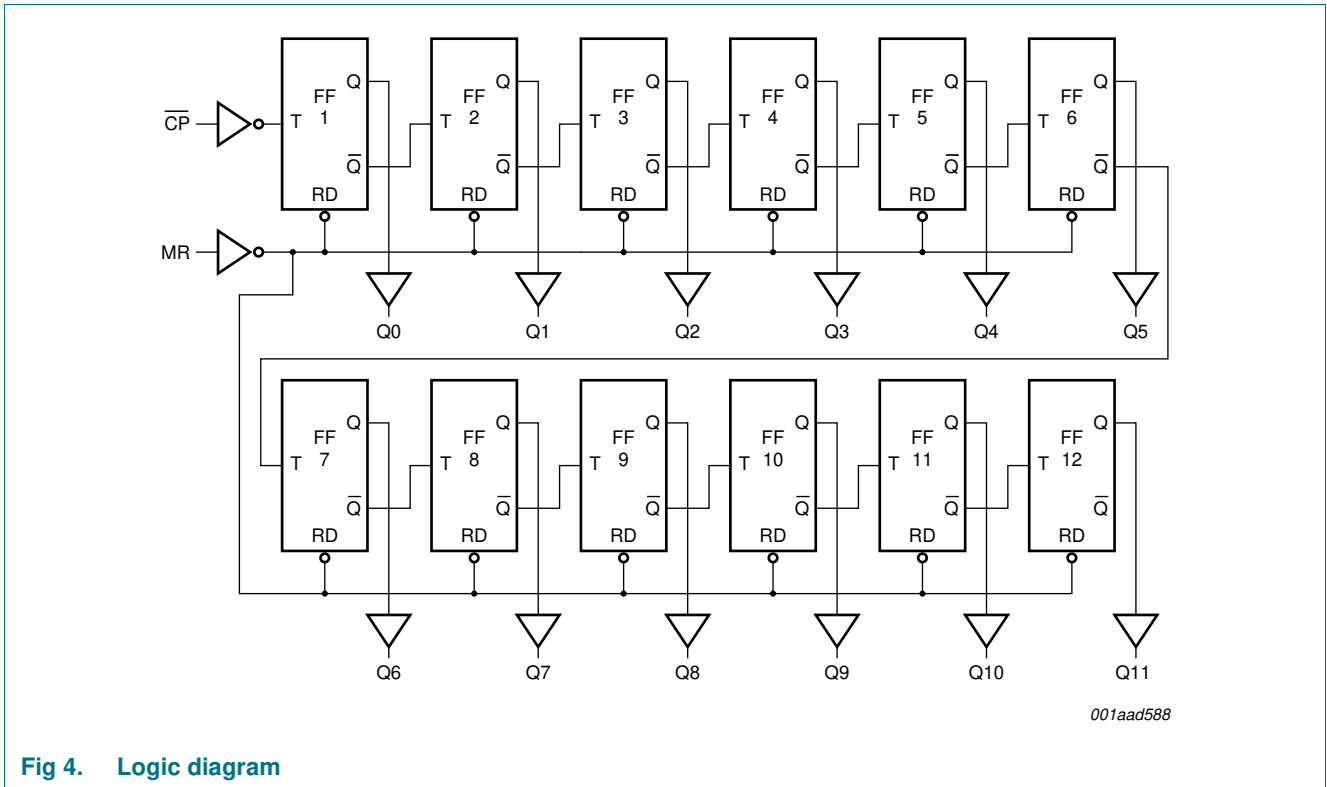 Q Q Q Q Q Q
FF FF FF FF FF FF
C̅P̅ T 1 T 2 T 3 T 4 T 5 T 6
Q̅ Q̅ Q̅ Q̅ Q̅ Q̅
RD RD RD RD RD RD
MR
Q0 Q1 Q2 Q3 Q4 Q5
Q Q Q Q Q Q
FF FF FF FF FF FF
T 7 T 8 T 9 T 10 T 11 T 12
Q̅ Q̅ Q̅ Q̅ Q̅ Q̅
RD RD RD RD RD RD
Q6 Q7 Q8 Q9 Q10 Q11
001aad588
Fig 4. Logic diagram